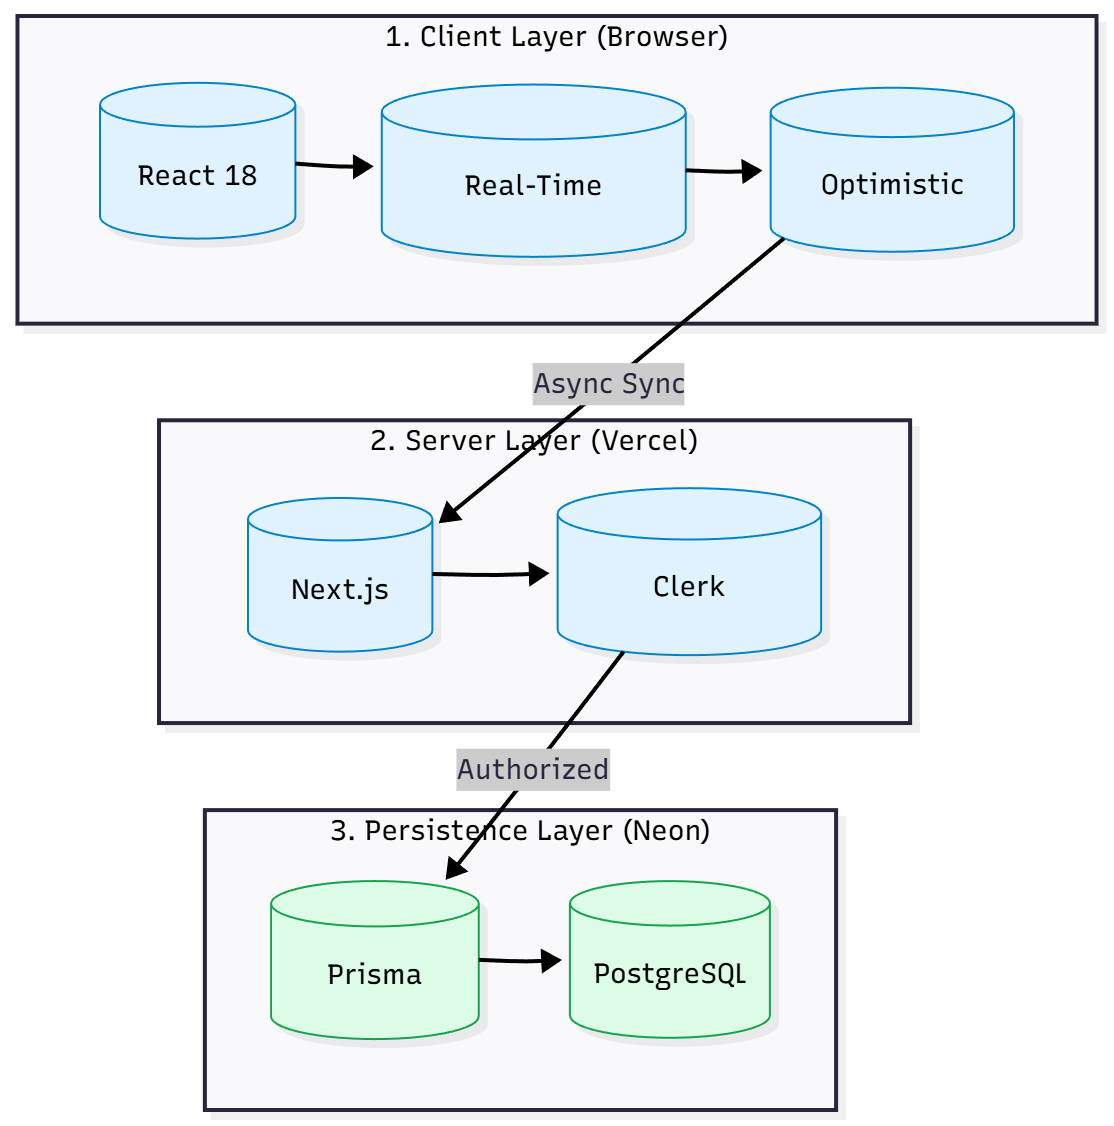 1. Client Layer (Browser)
React 18
Real-Time
Optimistic
Async Sync
2. Server Layer (Vercel)
Next.js
Clerk
Authorized
3. Persistence Layer (Neon)
Prisma
PostgreSQL